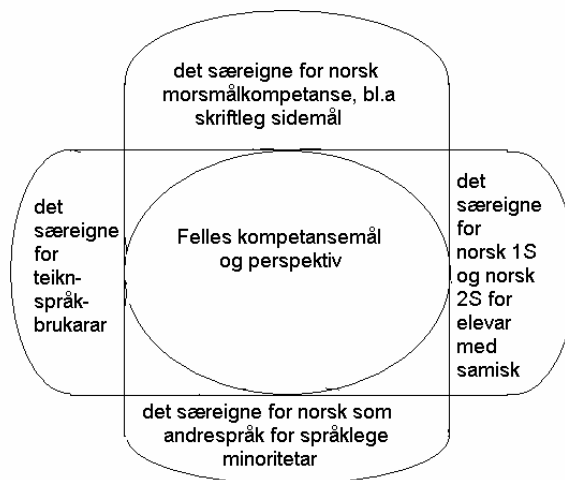 det særeigne for norsk
morsmålkompetanse, bl.a
skriftleg sidemål
det
særeigne
for
teikn-
språk-
brukarar
Felles kompetansemål
og perspektiv
det
særeigne
for
norsk 1S
og norsk
2S for
elevar
med
samisk
det særeigne for norsk som
andrespråk for språklege
minoritetar